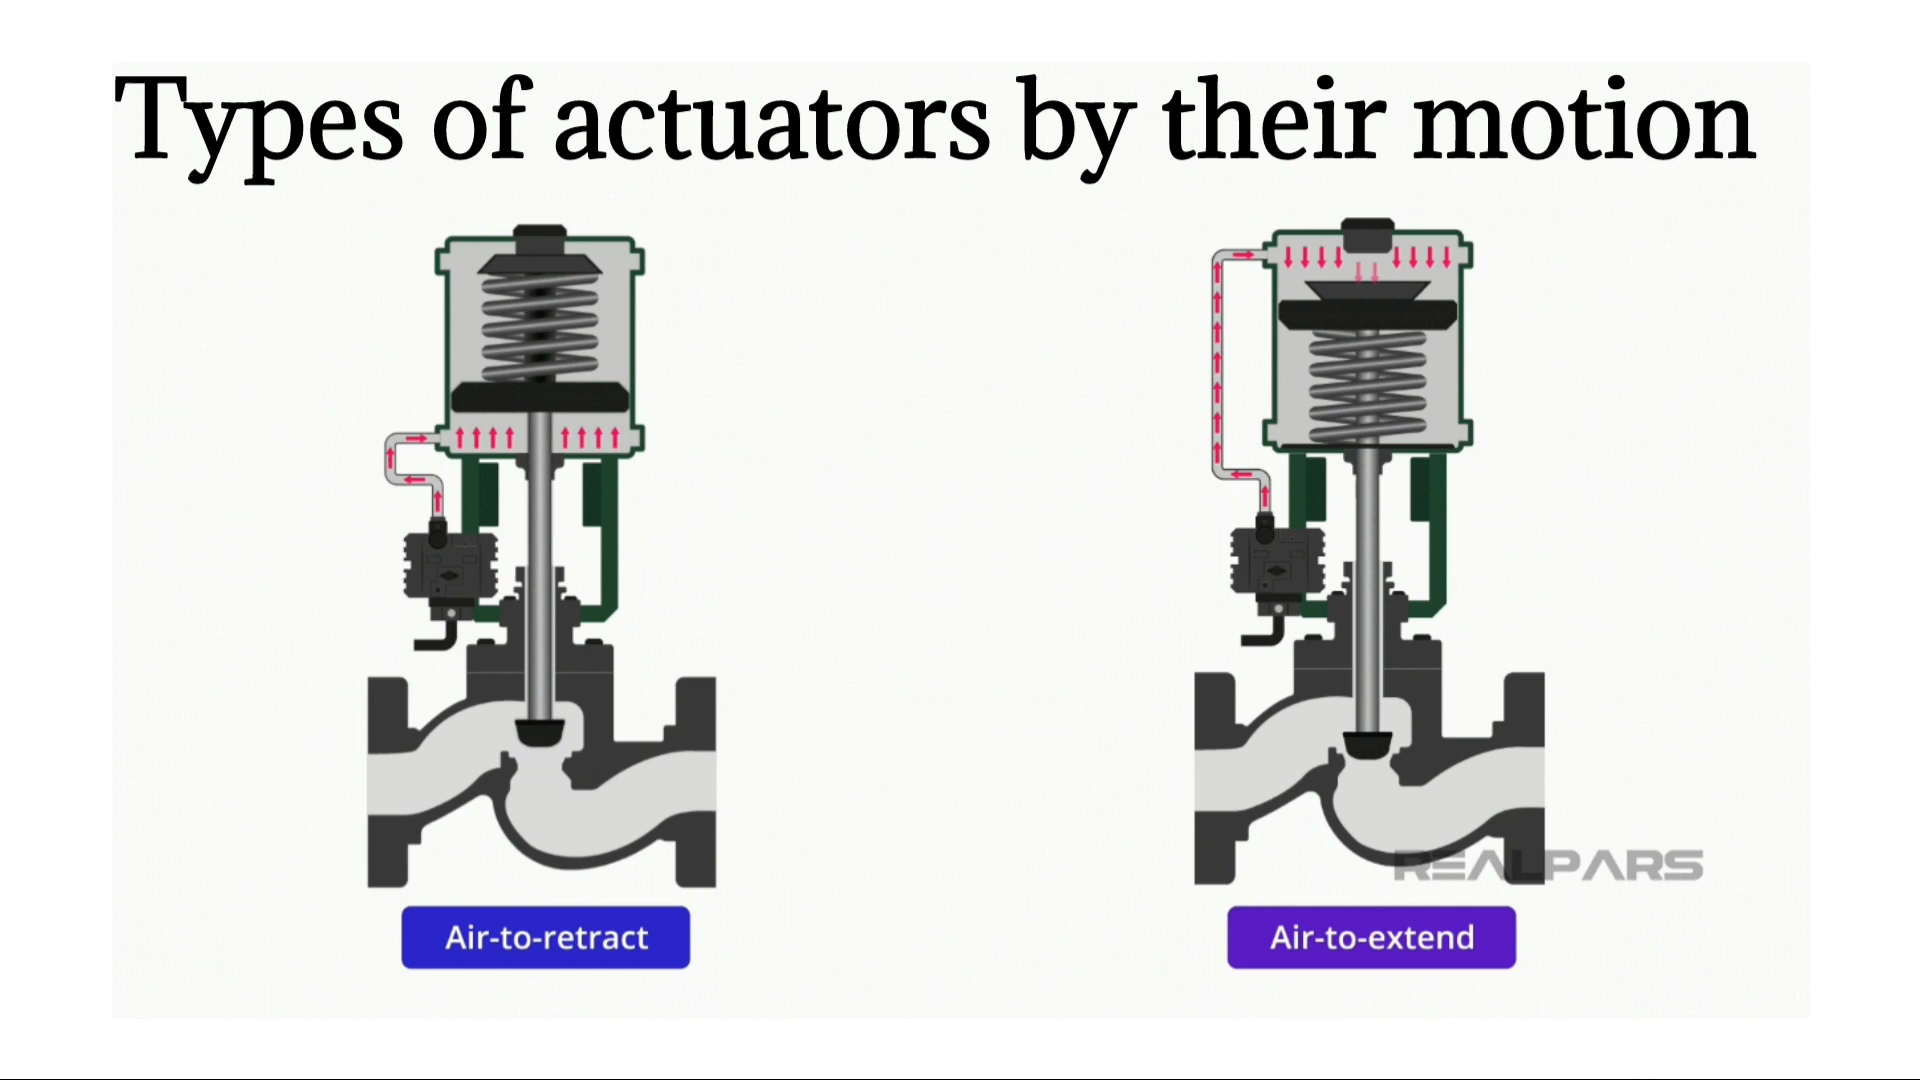 Types of actuators by their motion
REALPARS
Air-to-retract
Air-to-extend